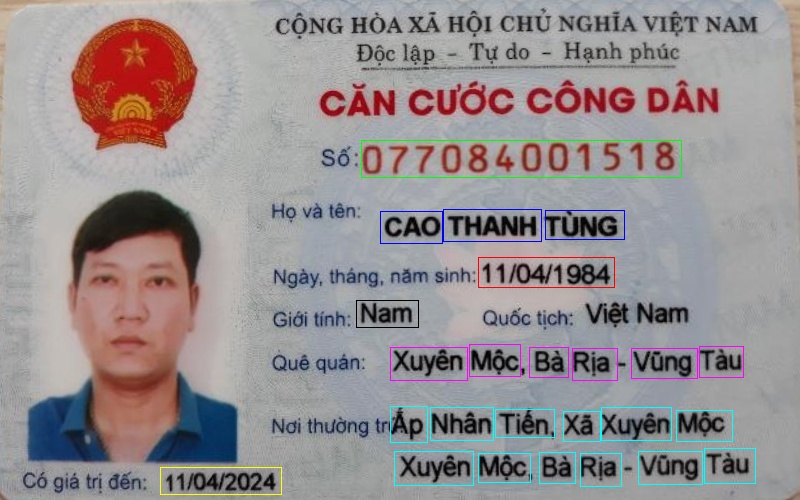 CỘNG HÒA XÃ HỘI CHỦ NGHĨA VIỆT NAM
Độc lập - Tự do - Hạnh phúc
CĂN CƯỚC CÔNG DÂN
VIỆT NAM
Số: 077084001518
Họ và tên:
CAO THANH TÙNG
Ngày, tháng, năm sinh: 11/04/1984
Giới tính: Nam Quốc tịch: Việt Nam
Quê quán: Xuyên Mộc, Bà Rịa - Vũng Tàu
Nơi thường trú: Ấp Nhân Tiến, Xã Xuyên Mộc
Xuyên Mộc, Bà Rịa - Vũng Tàu
Có giá trị đến: 11/04/2024